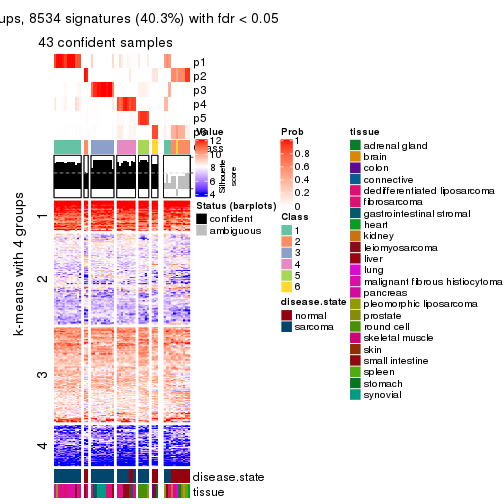 ups, 8534 signatures (40.3%) with fdr < 0.05
43 confident samples
p1
p2
p3
p4
p5
k-means with 4 groups
1
2
3
4
Silhouette
score
disease.state
tissue
Value
12
10
8
6
4
Status (barplots)
confident
ambiguous
Prob
1
0.8
0.6
0.4
0.2
0
Class
1
2
3
4
5
6
disease.state
normal
sarcoma
tissue
adrenal gland
brain
colon
connective
dedifferentiated liposarcoma
fibrosarcoma
gastrointestinal stromal
heart
kidney
leiomyosarcoma
liver
lung
malignant fibrous histiocytoma
pancreas
pleomorphic liposarcoma
prostate
round cell
skeletal muscle
skin
small intestine
spleen
stomach
synovial